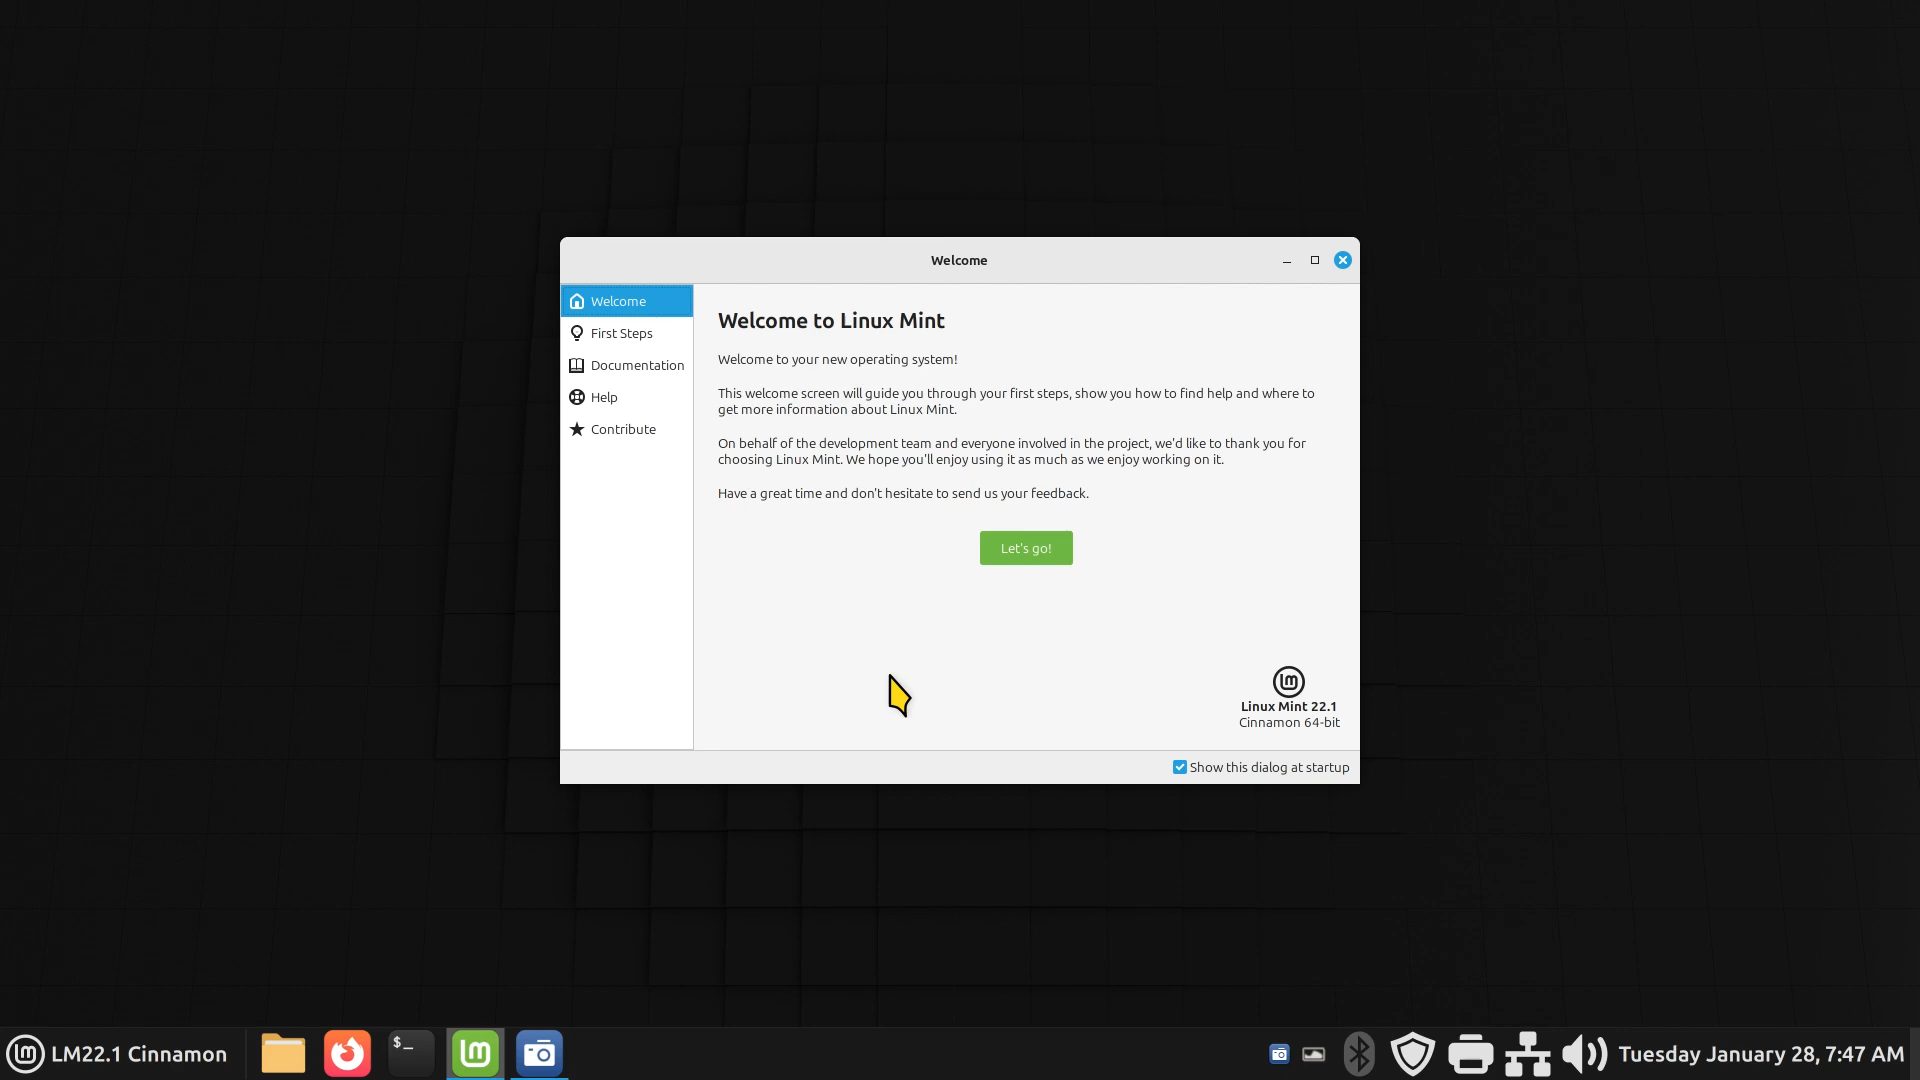 Welcome
Welcome
First Steps
Documentation
Help
Contribute
Welcome to Linux Mint
Welcome to your new operating system!
This welcome screen will guide you through your first steps, show you how to find help and where to
get more information about Linux Mint.
On behalf of the development team and everyone involved in the project, we'd like to thank you for
choosing Linux Mint. We hope you'll enjoy using it as much as we enjoy working on it.
Have a great time and don't hesitate to send us your feedback.
Let's go!
Linux Mint 22.1
Cinnamon 64-bit
Show this dialog at startup
LM22.1 Cinnamon
$_
Tuesday January 28, 7:47 AM